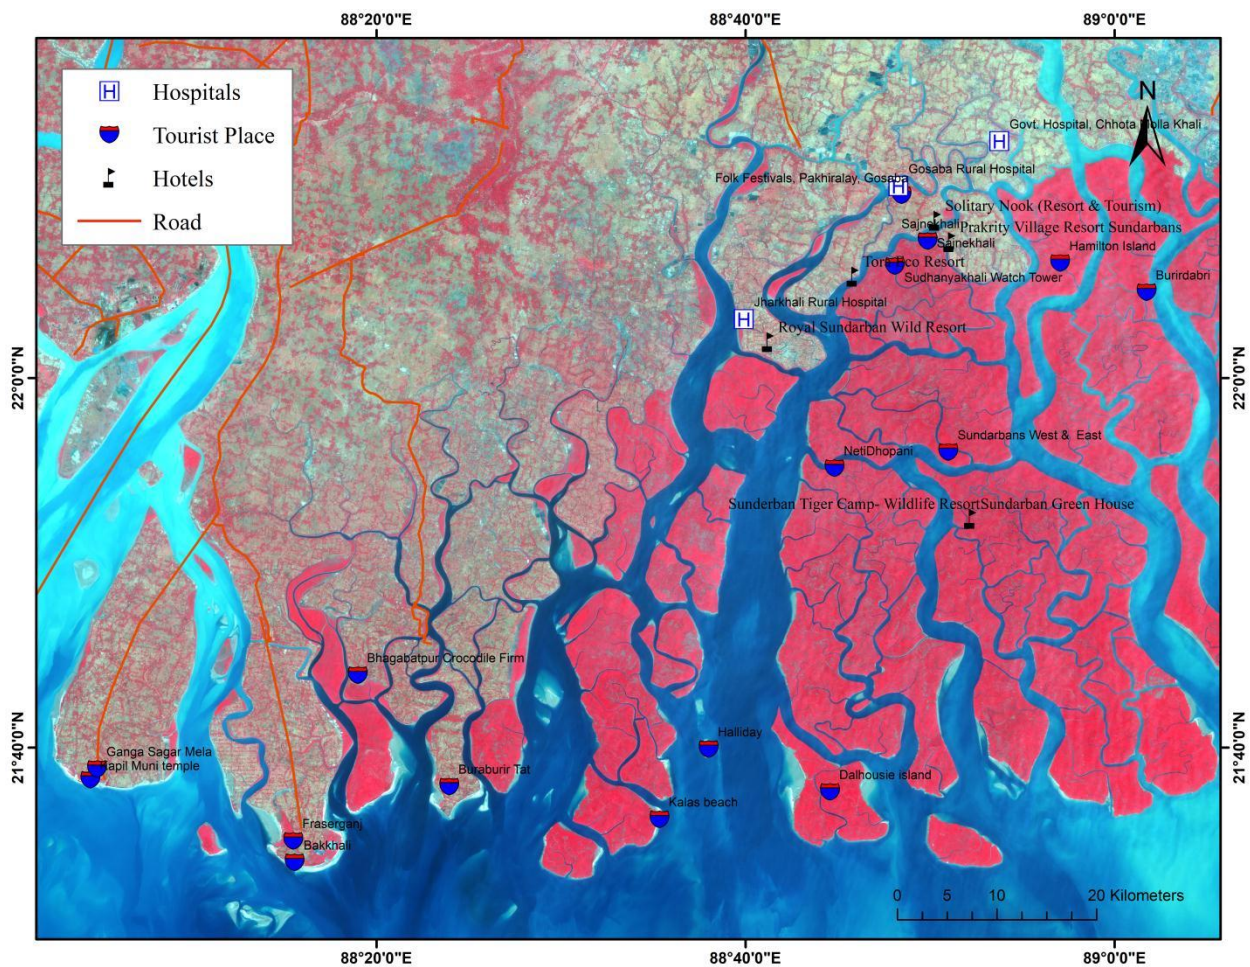 88°20'0"E
88°40'0"E
89°0'0"E
Hospitals
Tourist Place
Hotels
Road
N
Govt. Hospital, Chhota Molla Khali
Gosaba Rural Hospital
Folk Festivals, Pakhiralay, Gosaba
Solitary Nook (Resort & Tourism)
Sajnekhali
Prakrity Village Resort Sundarbans
Sajnekhali
Hamilton Island
Tora Eco Resort
Sudhanyakhali Watch Tower
Burirdabri
Jharkhali Rural Hospital
Royal Sundarban Wild Resort
22°0'0"N
22°0'0"N
Sundarbans West & East
NetiDhopani
Sunderban Tiger Camp- Wildlife Resort
Sundarban Green House
Bhagabatpur Crocodile Firm
Halliday
21°40'0"N
21°40'0"N
Ganga Sagar Mela
Kapil Muni temple
Buraburir Tat
Dalhousie island
Kalas beach
Fraserganj
Bakkhali
0 5 10 20 Kilometers
88°20'0"E
88°40'0"E
89°0'0"E